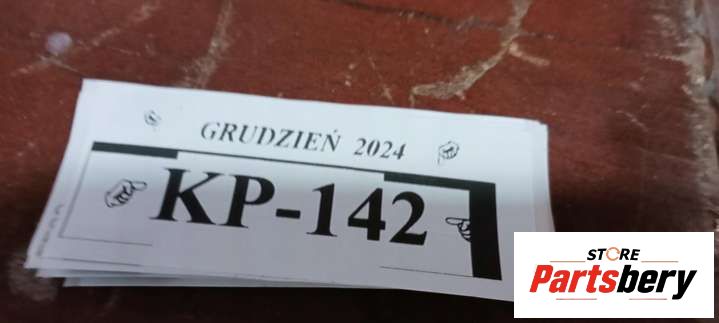 GRUDZIEŃ 2024
KP-142
STORE
Partsbery